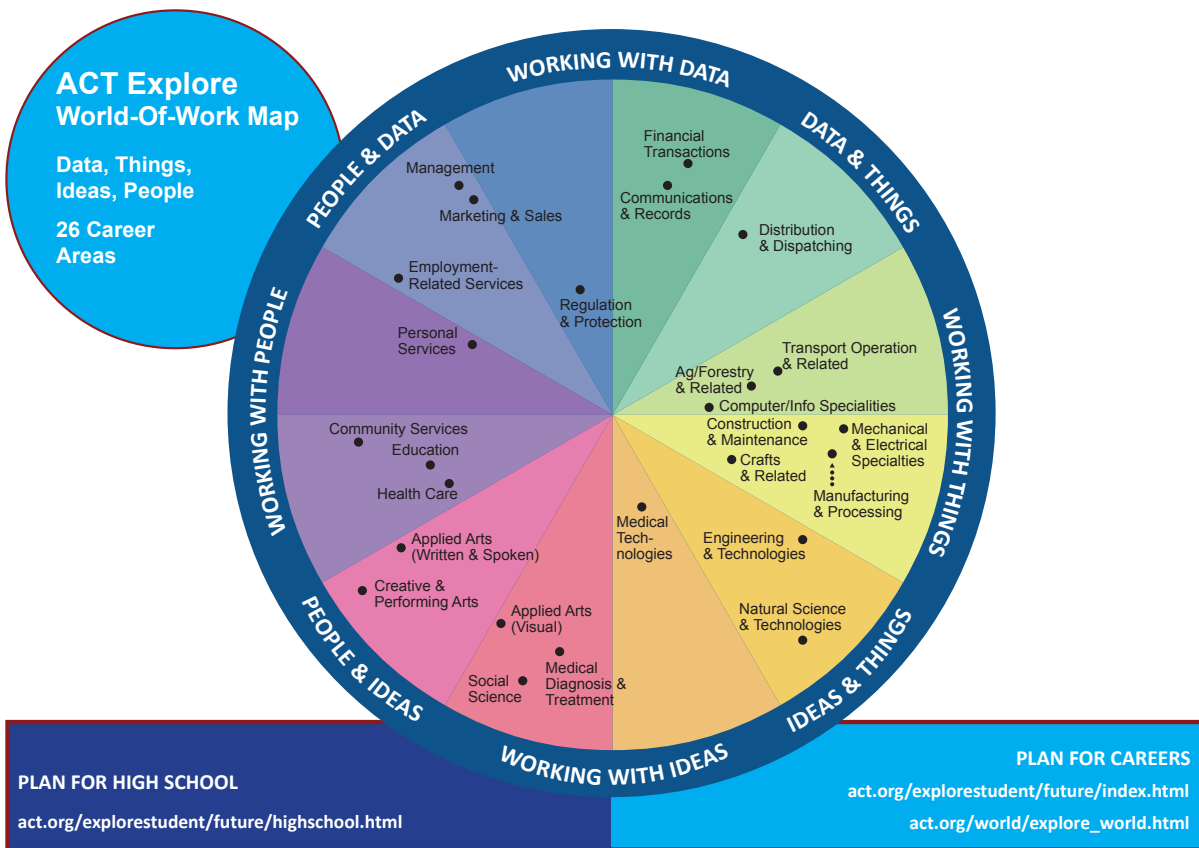 ACT Explore
World-Of-Work Map
Data, Things,
Ideas, People
26 Career
Areas
WORKING WITH DATA
DATA & THINGS
WORKING WITH THINGS
IDEAS & THINGS
WORKING WITH IDEAS
PEOPLE & IDEAS
WORKING WITH PEOPLE
PEOPLE & DATA
Management
Marketing & Sales
Employment-
Related Services
Regulation
& Protection
Financial
Transactions
Communications
& Records
Distribution
& Dispatching
Transport Operation
& Related
Ag/Forestry
& Related
Computer/Info Specialities
Construction
& Maintenance
Mechanical
& Electrical
Specialties
Crafts
& Related
Manufacturing
& Processing
Engineering
& Technologies
Natural Science
& Technologies
Medical
Tech-
nologies
Medical
Diagnosis &
Treatment
Social
Science
Applied Arts
(Visual)
Creative &
Performing Arts
Applied Arts
(Written & Spoken)
Health Care
Education
Community Services
Personal
Services
PLAN FOR HIGH SCHOOL
act.org/explorestudent/future/highschool.html
PLAN FOR CAREERS
act.org/explorestudent/future/index.html
act.org/world/explore_world.html